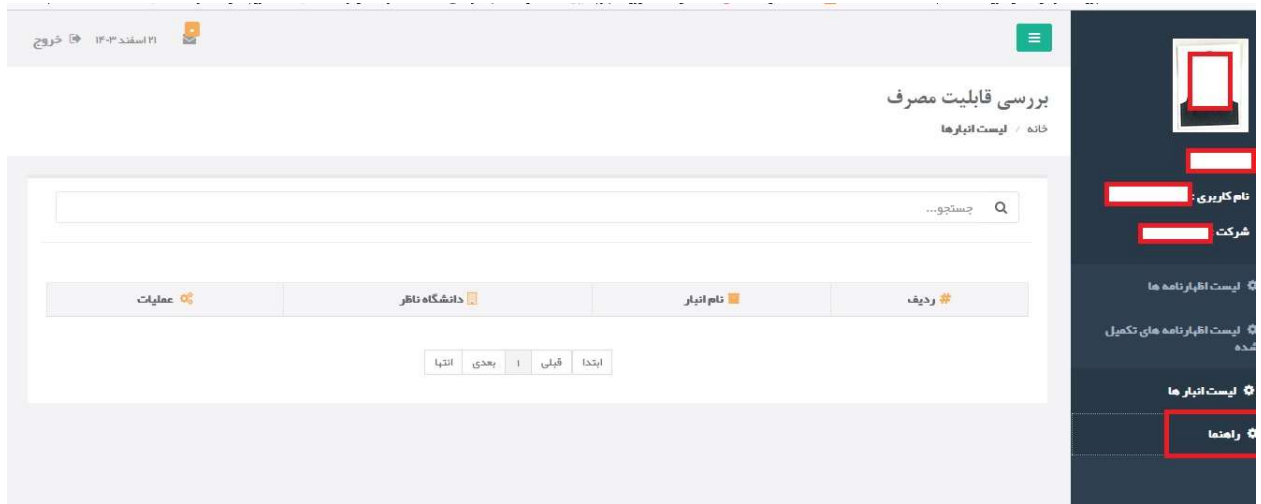 ۲۱ اسفند ۱۴۰۳ خروج
بررسی قابلیت مصرف
خانه / لیست انبارها
جستجو...
# ردیف نام انبار دانشگاه ناظر عملیات
ابتدا قبلی ۱ بعدی انتها
نام کاربری :
شرکت
لیست اظهارنامه ها
لیست اظهارنامه های تکمیل
شده
لیست انبار ها
راهنما